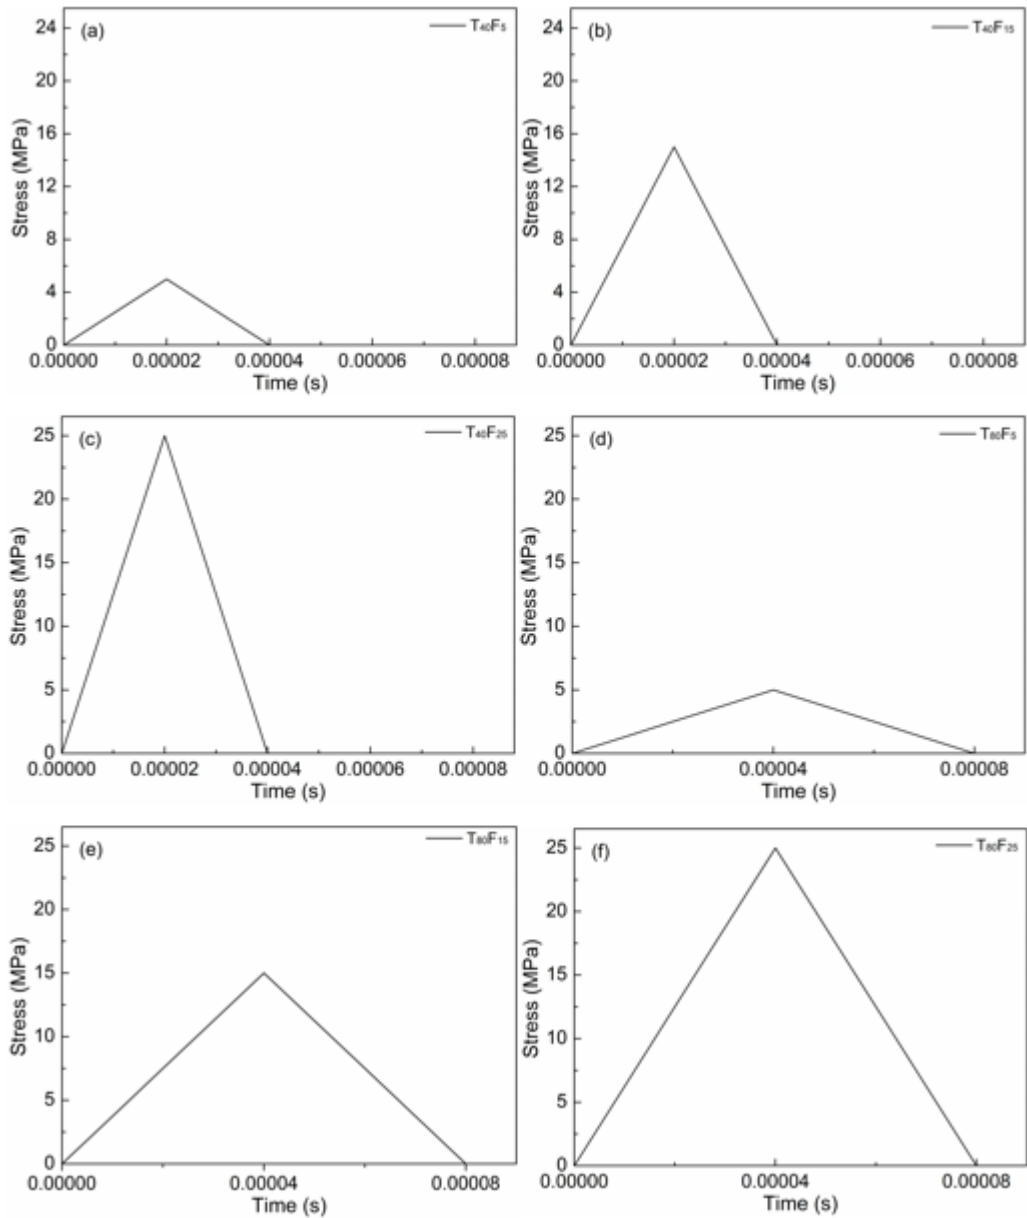 (a)
T₄₀F₅
24
20
16
12
8
4
0
Stress (MPa)
0.00000 0.00002 0.00004 0.00006 0.00008
Time (s)
(b)
T₄₀F₁₅
24
20
16
12
8
4
0
Stress (MPa)
0.00000 0.00002 0.00004 0.00006 0.00008
Time (s)
(c)
T₄₀F₂₅
25
20
15
10
5
0
Stress (MPa)
0.00000 0.00002 0.00004 0.00006 0.00008
Time (s)
(d)
T₈₀F₅
25
20
15
10
5
0
Stress (MPa)
0.00000 0.00004 0.00008
Time (s)
(e)
T₈₀F₁₅
25
20
15
10
5
0
Stress (MPa)
0.00000 0.00004 0.00008
Time (s)
(f)
T₈₀F₂₅
25
20
15
10
5
0
Stress (MPa)
0.00000 0.00004 0.00008
Time (s)